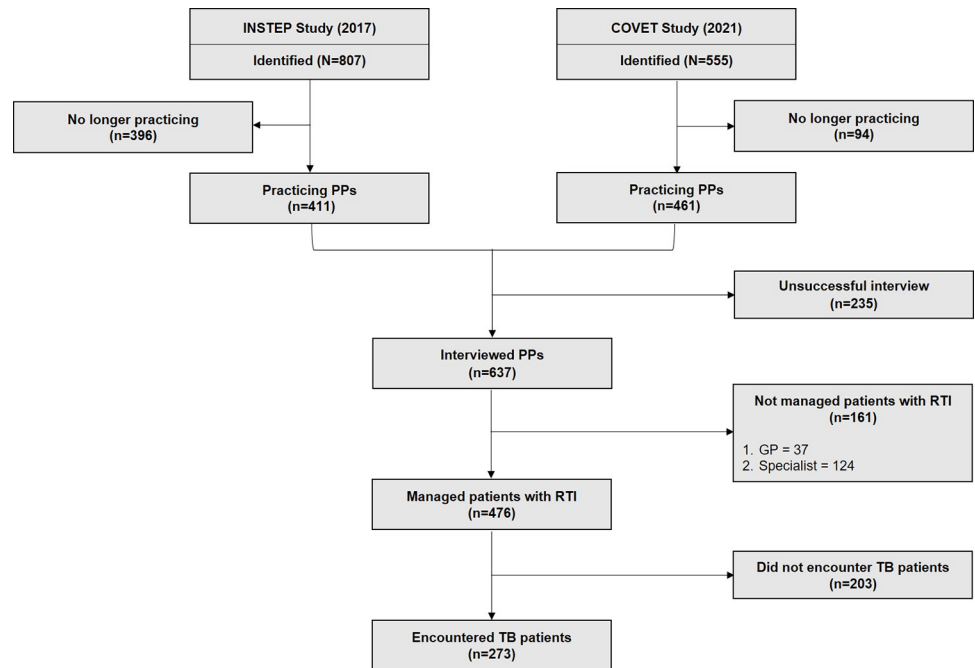 INSTEP Study (2017)
Identified (N=807)
COVET Study (2021)
Identified (N=555)
No longer practicing
(n=396)
No longer practicing
(n=94)
Practicing PPs
(n=411)
Practicing PPs
(n=461)
Unsuccessful interview
(n=235)
Interviewed PPs
(n=637)
Not managed patients with RTI
(n=161)
1. GP = 37
2. Specialist = 124
Managed patients with RTI
(n=476)
Did not encounter TB patients
(n=203)
Encountered TB patients
(n=273)